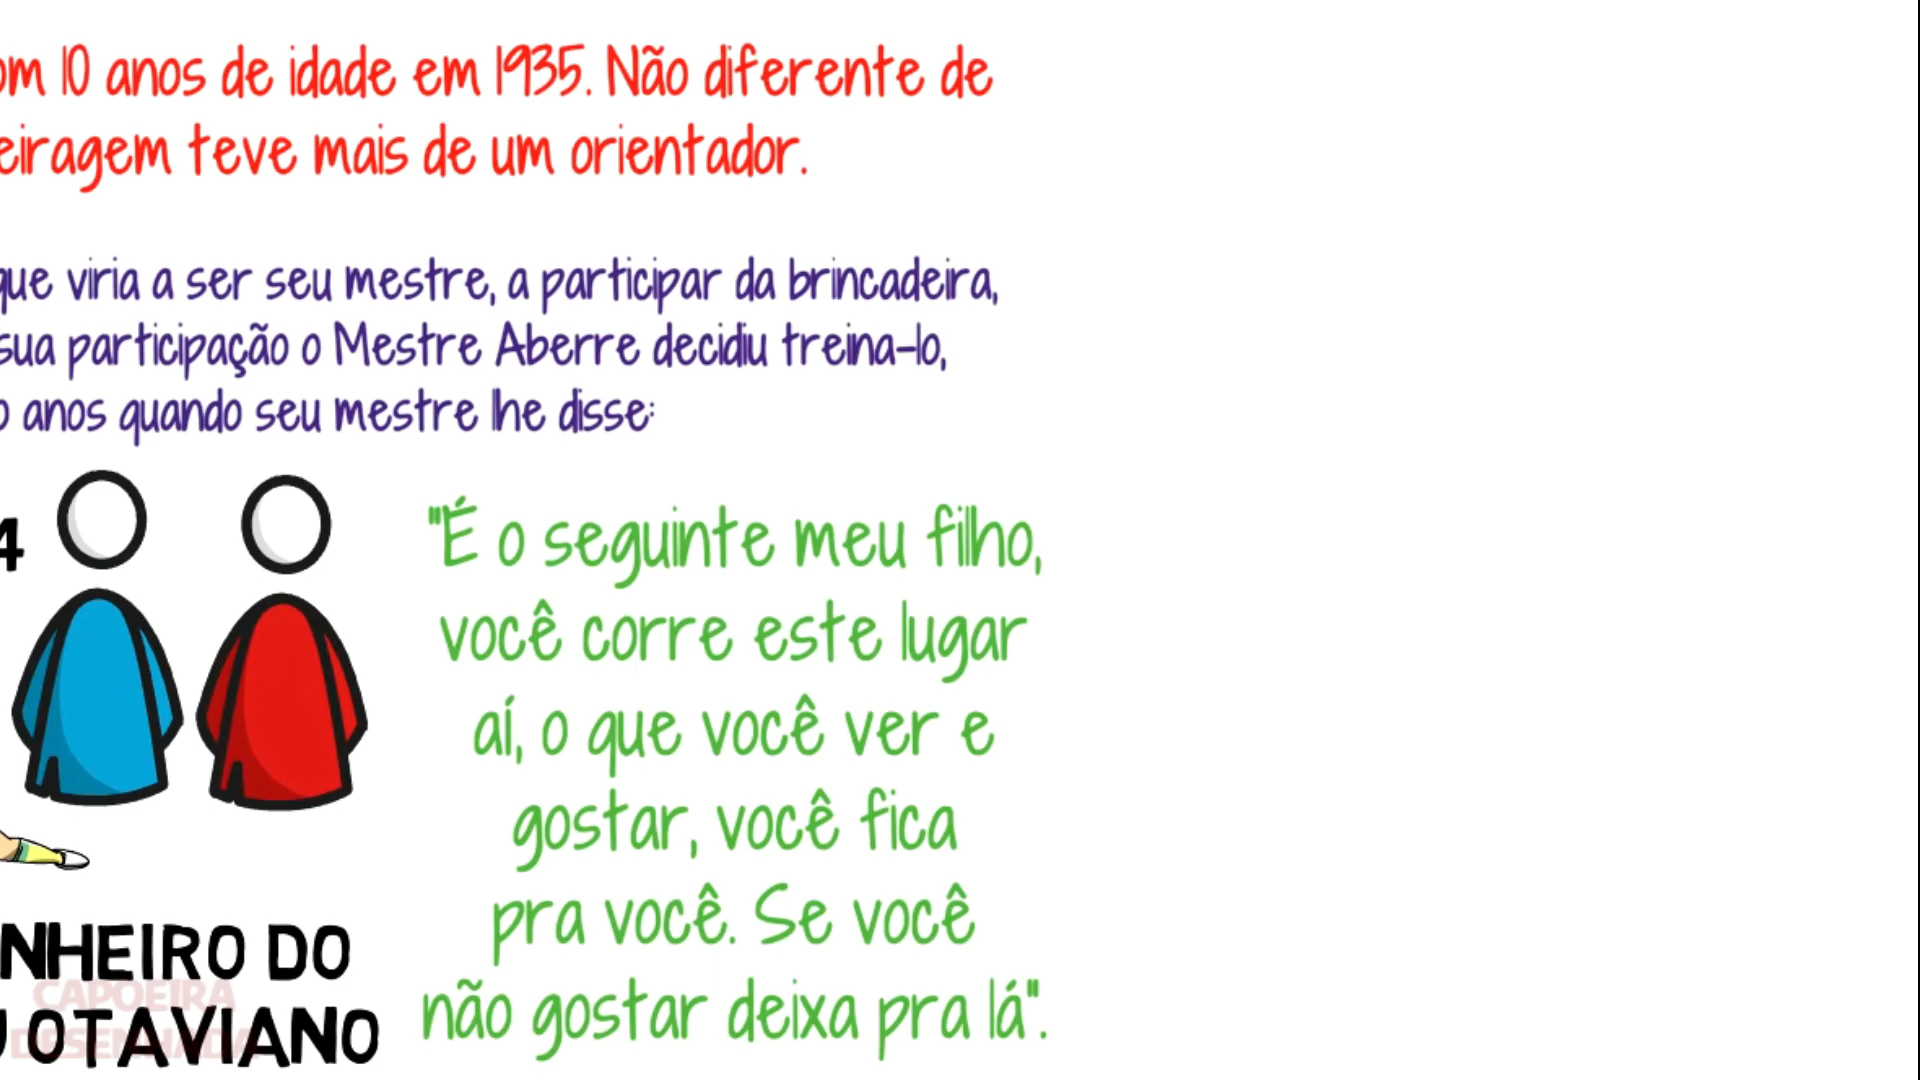 om 10 anos de idade em 1935. Não diferente de
eiragem teve mais de um orientador.
que viria a ser seu mestre, a participar da brincadeira,
sua participação o Mestre Aberre decidiu treina-lo,
o anos quando seu mestre lhe disse:
4
"É o seguinte meu filho,
você corre este lugar
aí, o que você ver e
gostar, você fica
pra você. Se você
não gostar deixa pra lá".
NHEIRO DO
U OTAVIANO
CAPOEIRA
DESENHADA